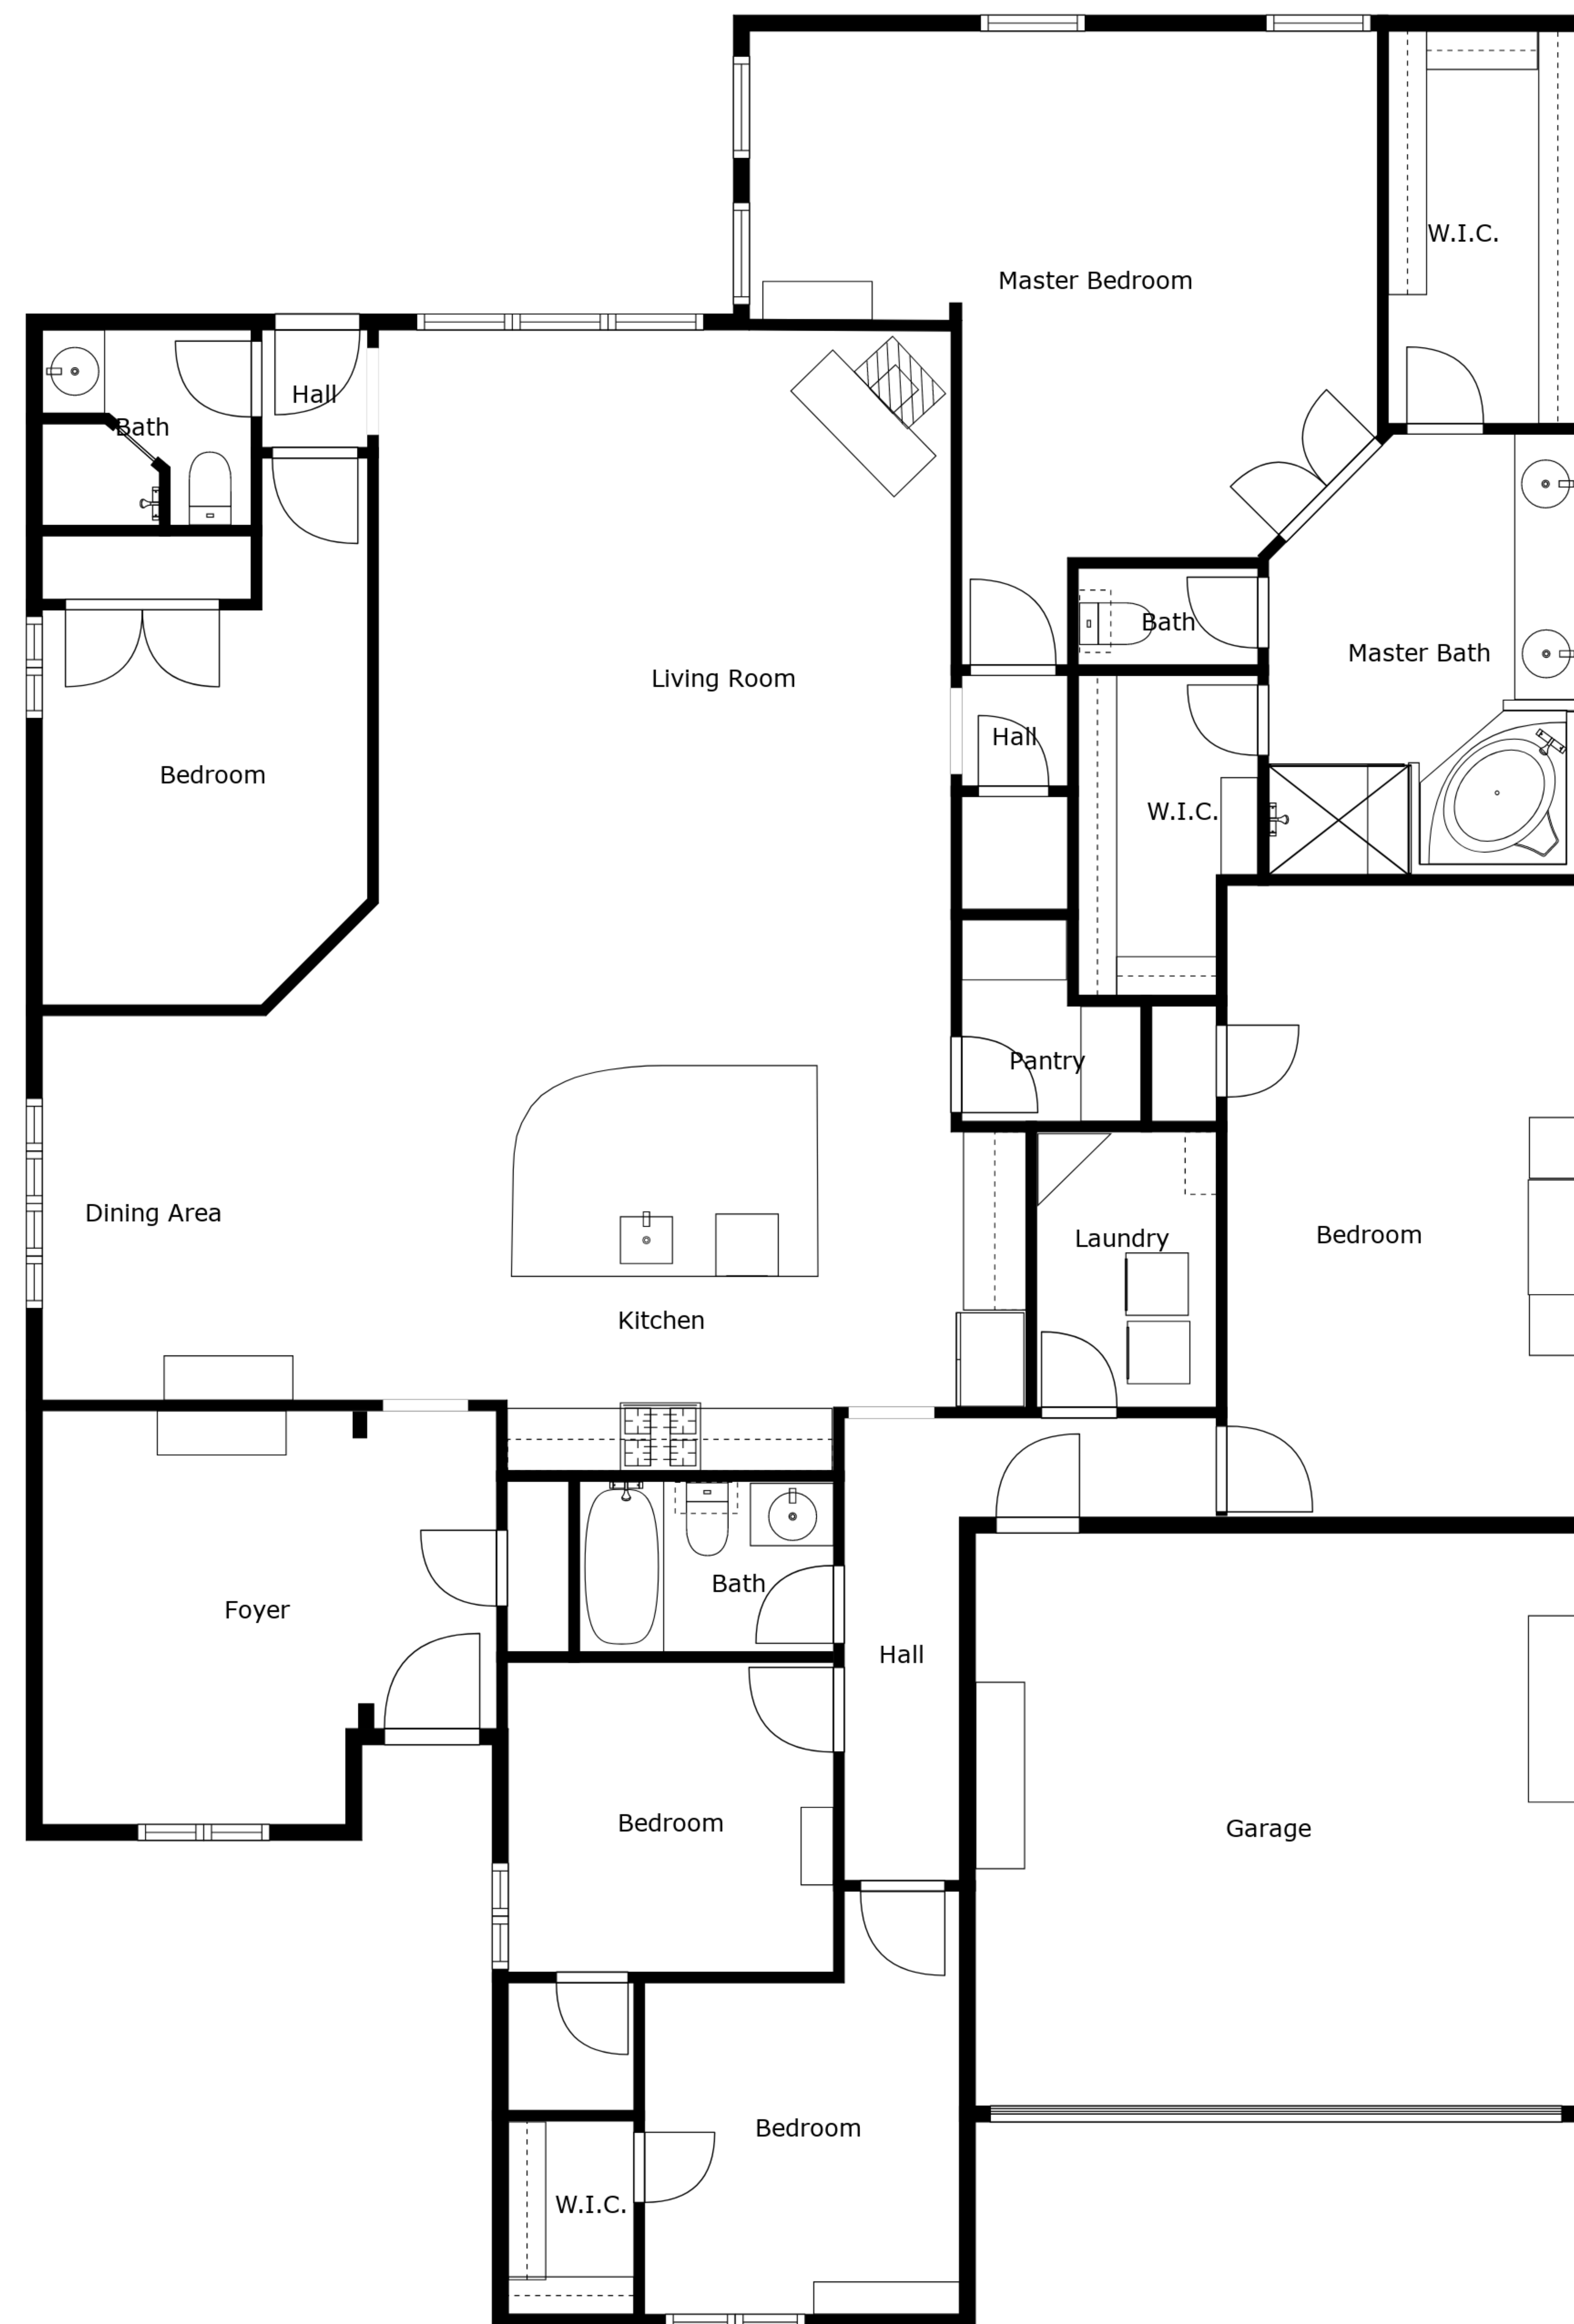 W.I.C.
Master Bedroom
Hall
Bath
Bath
Master Bath
Living Room
Hall
Bedroom
W.I.C.
Pantry
Dining Area
Bedroom
Laundry
Kitchen
Bath
Foyer
Hall
Bedroom
Garage
Bedroom
W.I.C.